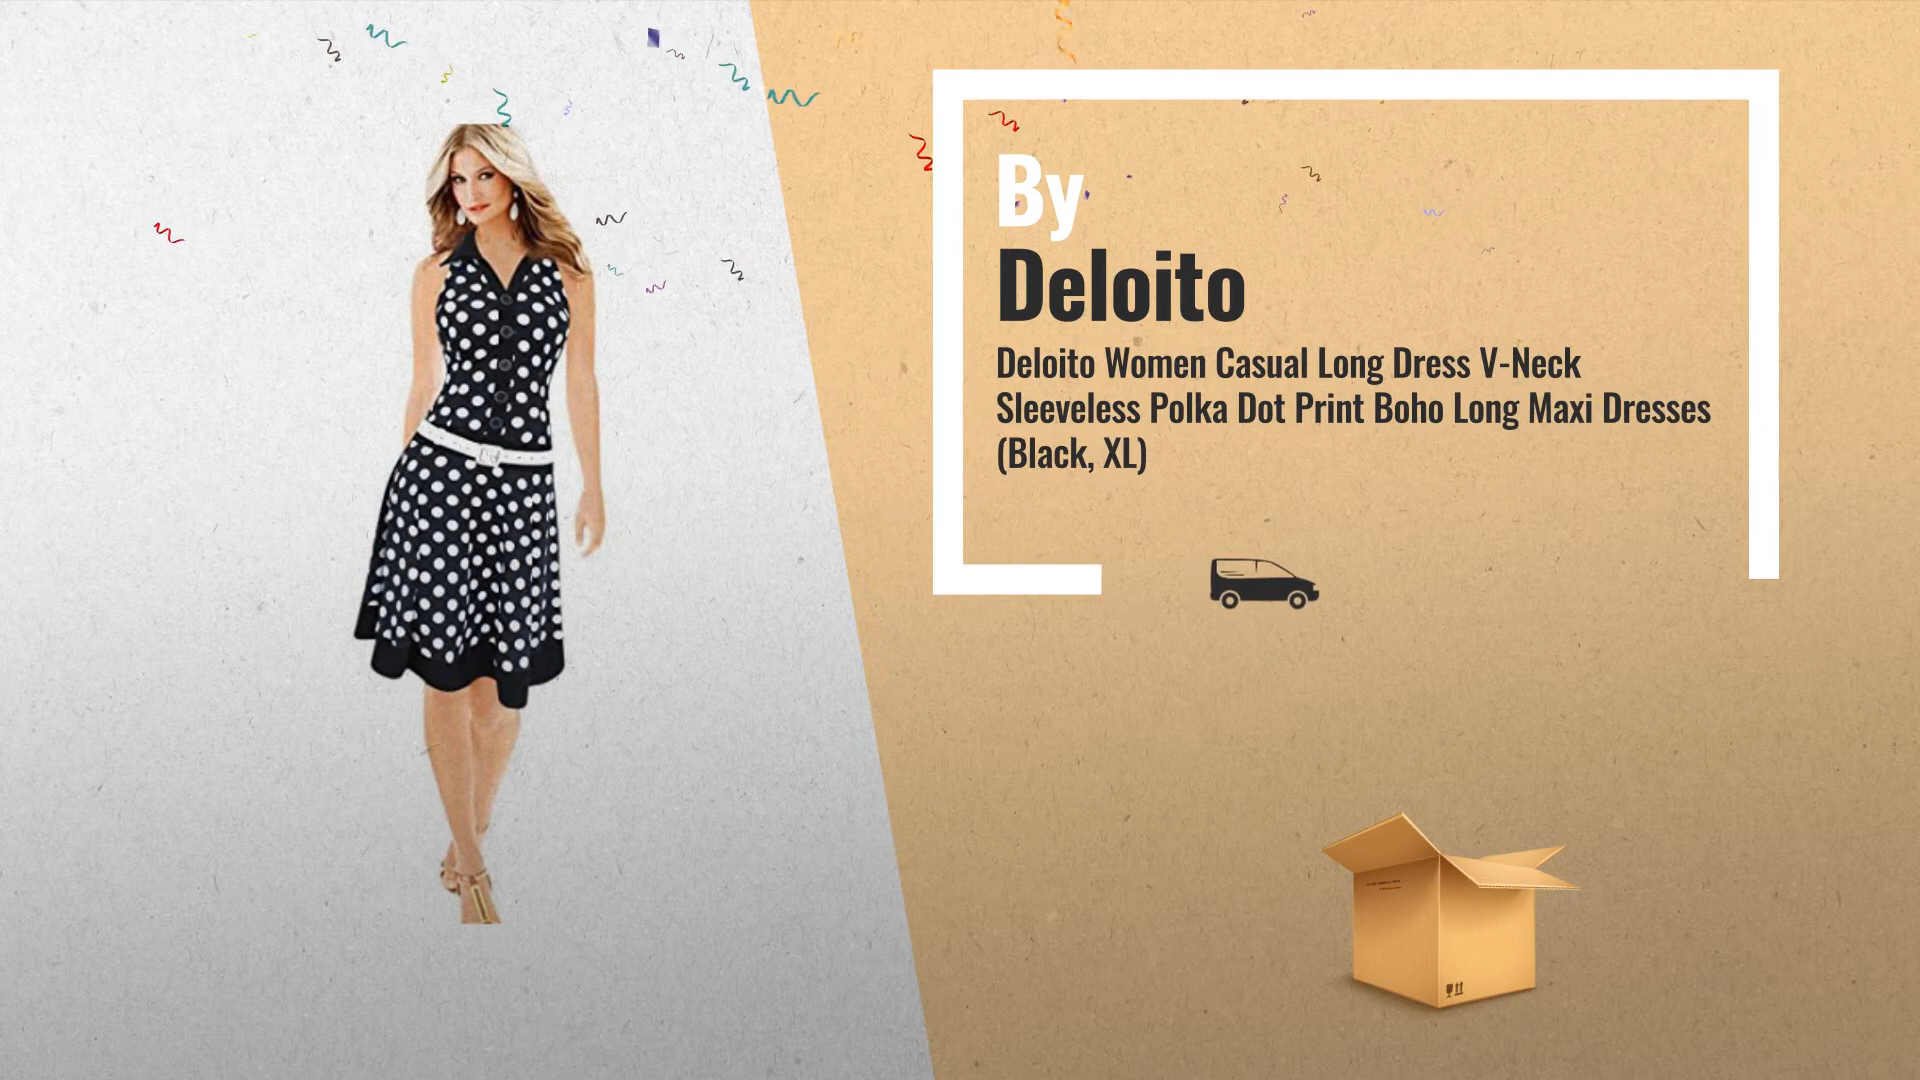 By
Deloito
Deloito Women Casual Long Dress V-Neck
Sleeveless Polka Dot Print Boho Long Maxi Dresses
(Black, XL)